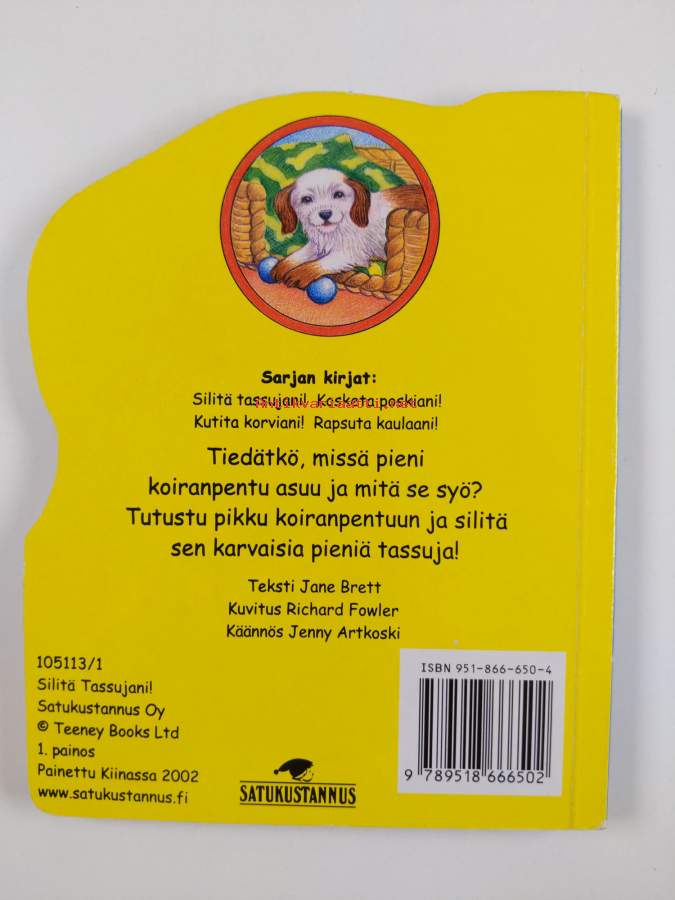 Sarjan kirjat:
Silitä tassujani! Kaskata poskiani!
Kutita korviani! Rapsuta kaulaani!
Tiedätkö, missä pieni
koiranpentu asuu ja mitä se syö?
Tutustu pikku koiranpentuun ja silitä
sen karvaisia pieniä tassuja!
Teksti Jane Brett
Kuvitus Richard Fowler
Käännös Jenny Artkoski
105113/1
Silitä Tassujani!
Satukustannus Oy
© Teeney Books Ltd
1. painos
Painettu Kiinassa 2002
www.satukustannus.fi
SATUKUSTANNUS
ISBN 951-866-650-4
9 789518 666502